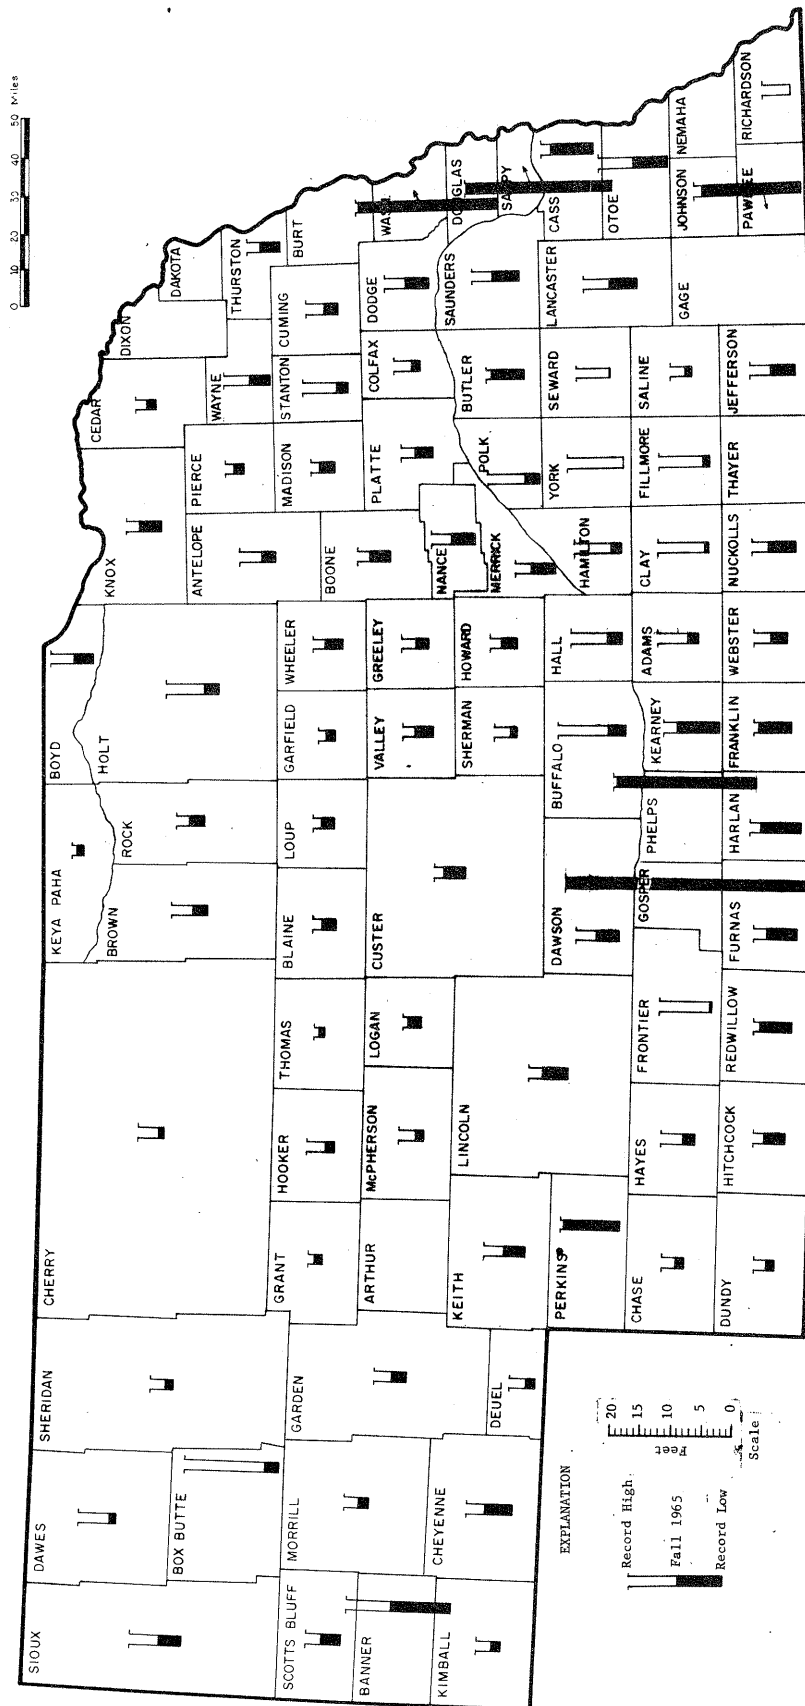 0 10 20 30 40 50 Miles
SIOUX
DAWES
SHERIDAN
CHERRY
KEYA PAHA
BOYD
BROWN
ROCK
HOLT
KNOX
CEDAR
DIXON
DAKOTA
BOX BUTTE
ANTELOPE
PIERCE
WAYNE
THURSTON
SCOTTS BLUFF
MORRILL
GARDEN
GRANT
HOOKER
THOMAS
BLAINE
LOUP
GARFIELD
WHEELER
BOONE
MADISON
STANTON
CUMING
BURT
BANNER
ARTHUR
McPHERSON
LOGAN
CUSTER
VALLEY
GREELEY
NANCE
PLATTE
COLFAX
DODGE
WASH.
KIMBALL
CHEYENNE
DEUEL
KEITH
LINCOLN
SHERMAN
HOWARD
MERRICK
POLK
BUTLER
SAUNDERS
DOUGLAS
SARPY
PERKINS
DAWSON
BUFFALO
HALL
HAMILTON
YORK
SEWARD
LANCASTER
CASS
OTOE
CHASE
HAYES
FRONTIER
GOSPER
PHELPS
KEARNEY
ADAMS
CLAY
FILLMORE
SALINE
GAGE
JOHNSON
NEMAHA
DUNDY
HITCHCOCK
REDWILLOW
FURNAS
HARLAN
FRANKLIN
WEBSTER
NUCKOLLS
THAYER
JEFFERSON
PAWNEE
RICHARDSON
EXPLANATION
Record High
Fall 1965
Record Low
20
15
10
5
0
Feet
Scale